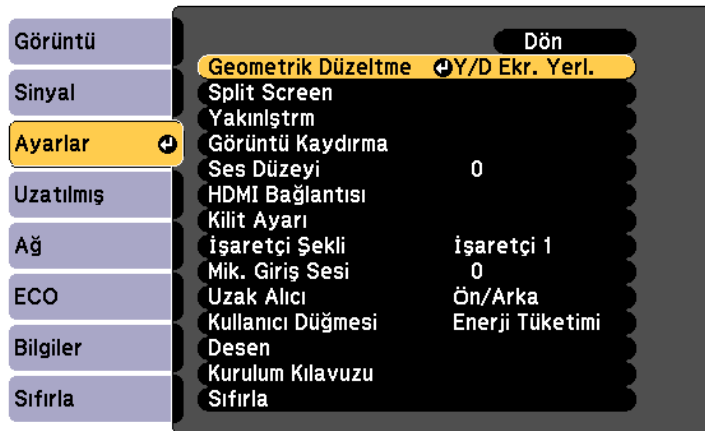 Görüntü
Sinyal
Ayarlar
Uzatılmış
Ağ
ECO
Bilgiler
Sıfırla
Dön
Geometrik Düzeltme Y/D Ekr. Yerl.
Split Screen
Yakınlştrm
Görüntü Kaydırma
Ses Düzeyi 0
HDMI Bağlantısı
Kilit Ayarı
İşaretçi Şekli İşaretçi 1
Mik. Giriş Sesi 0
Uzak Alıcı Ön/Arka
Kullanıcı Düğmesi Enerji Tüketimi
Desen
Kurulum Kılavuzu
Sıfırla